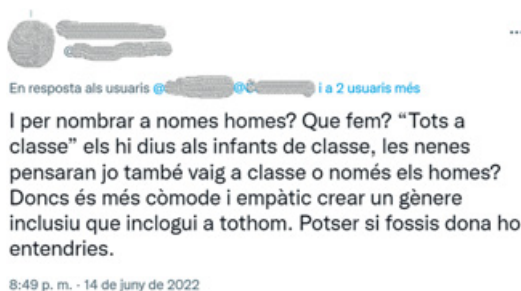 En resposta als usuaris @ @ i a 2 usuaris més
I per nombrar a nomes homes? Que fem? “Tots a
classe” els hi dius als infants de classe, les nenes
pensaran jo també vaig a classe o només els homes?
Doncs és més còmode i empàtic crear un gènere
inclusiu que inclogui a tothom. Potser si fossis dona ho
entendries.
8:49 p. m. · 14 de juny de 2022